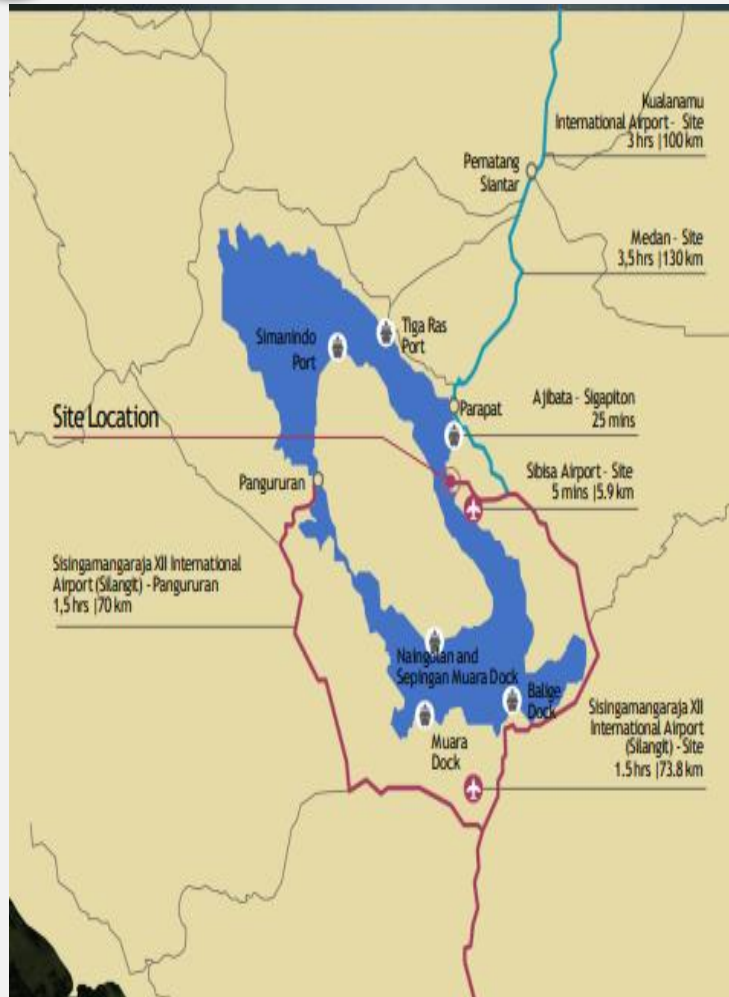 Kualanamu
International Airport - Site
3 hrs |100 km
Pematang
Siantar
Medan - Site
3,5 hrs |130 km
Simanindo
Port
Tiga Ras
Port
Parapat
Ajibata - Sigapiton
25 mins
Site Location
Sibisa Airport - Site
5 mins |5.9 km
Pangururan
Sisingamangaraja XII International
Airport (Silangit) - Pangururan
1,5 hrs |70 km
Naingolan and
Sepingan Muara Dock
Balige
Dock
Muara
Dock
Sisingamangaraja XII
International Airport
(Silangit) - Site
1.5 hrs |73.8 km